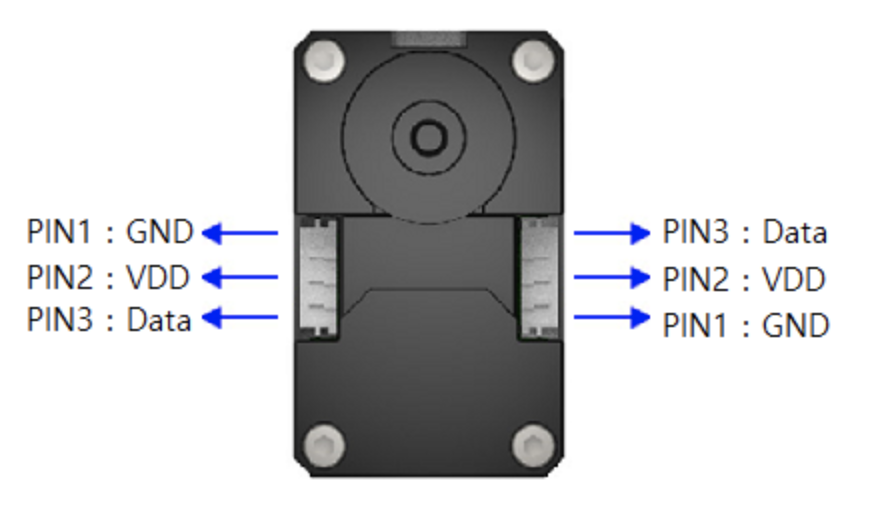 PIN1 : GND
PIN2 : VDD
PIN3 : Data
PIN3 : Data
PIN2 : VDD
PIN1 : GND